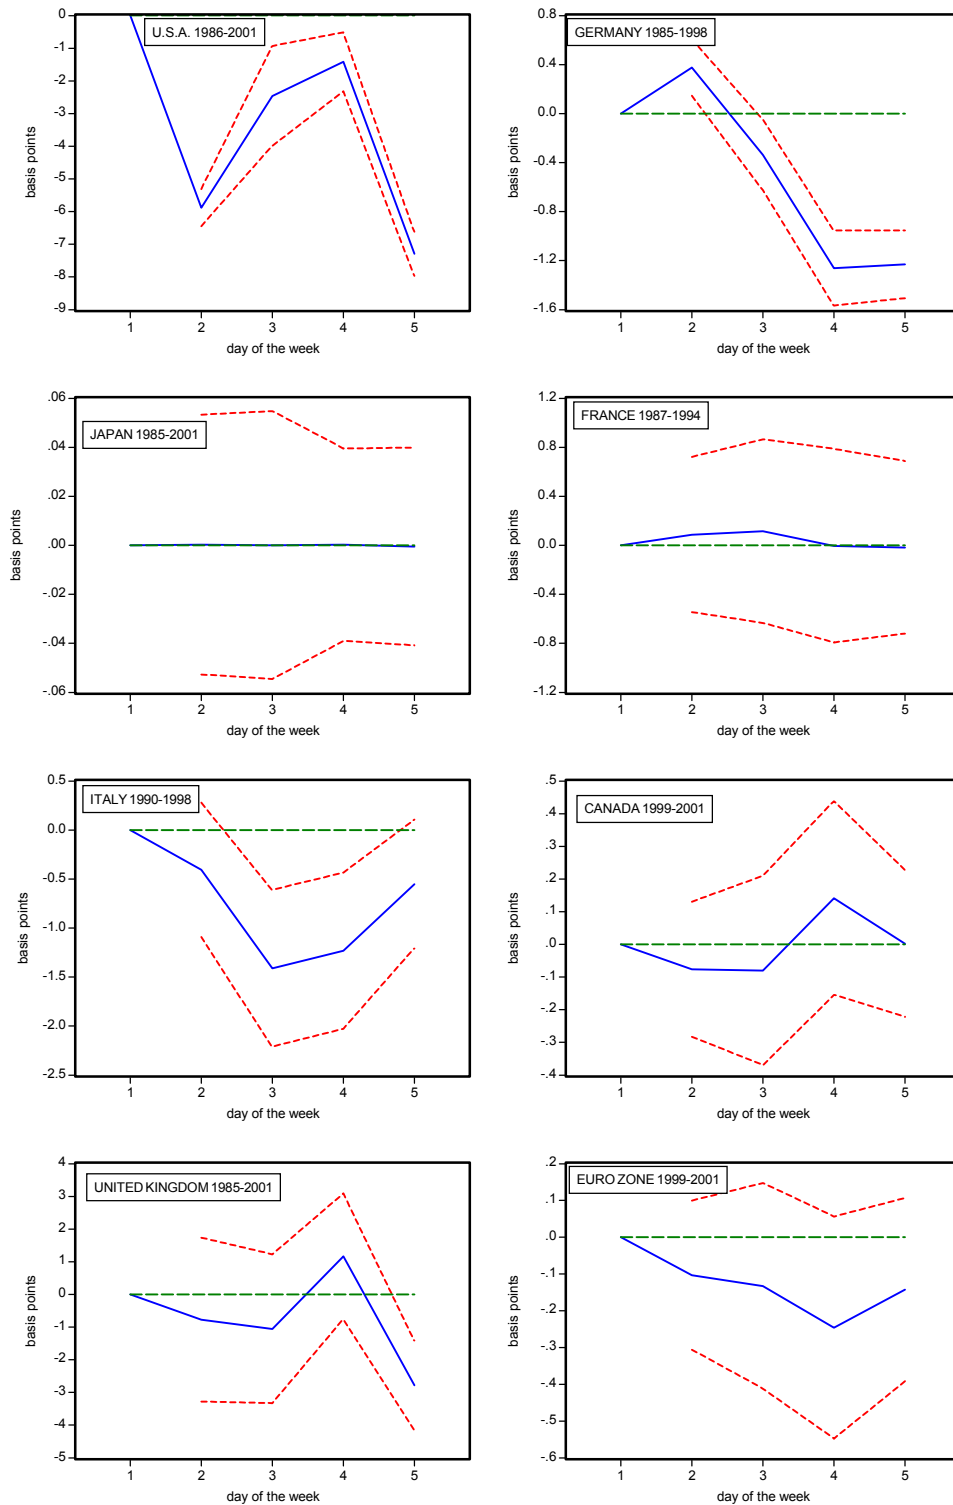 U.S.A. 1986-2001
basis points
0
-1
-2
-3
-4
-5
-6
-7
-8
-9
1 2 3 4 5
day of the week
GERMANY 1985-1998
basis points
0.8
0.4
0.0
-0.4
-0.8
-1.2
-1.6
1 2 3 4 5
day of the week
JAPAN 1985-2001
basis points
.06
.04
.02
.00
-.02
-.04
-.06
1 2 3 4 5
day of the week
FRANCE 1987-1994
basis points
1.2
0.8
0.4
0.0
-0.4
-0.8
-1.2
1 2 3 4 5
day of the week
ITALY 1990-1998
basis points
0.5
0.0
-0.5
-1.0
-1.5
-2.0
-2.5
1 2 3 4 5
day of the week
CANADA 1999-2001
basis points
.5
.4
.3
.2
.1
.0
-.1
-.2
-.3
-.4
1 2 3 4 5
day of the week
UNITED KINGDOM 1985-2001
basis points
4
3
2
1
0
-1
-2
-3
-4
-5
1 2 3 4 5
day of the week
EURO ZONE 1999-2001
basis points
.2
.1
.0
-.1
-.2
-.3
-.4
-.5
-.6
1 2 3 4 5
day of the week